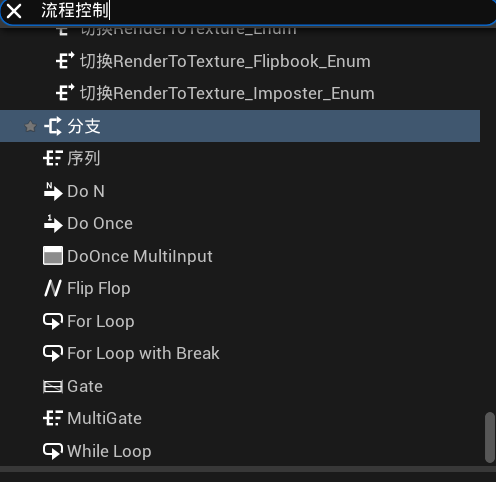 流程控制
切换RenderToTexture_Enum
切换RenderToTexture_Flipbook_Enum
切换RenderToTexture_Imposter_Enum
分支
序列
N
Do N
1
Do Once
DoOnce MultiInput
Flip Flop
For Loop
For Loop with Break
Gate
MultiGate
While Loop